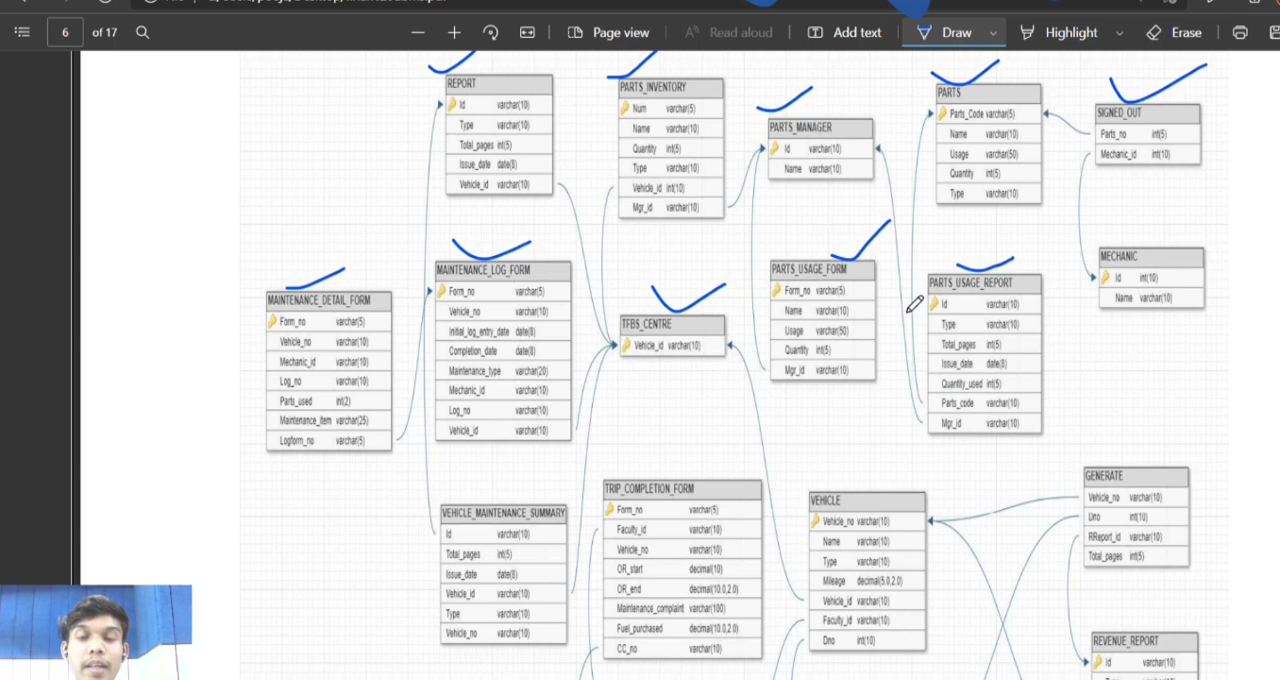 6 of 17
Page view
Read aloud
Add text
Draw
Highlight
Erase
REPORT
Id varchar(10)
Type varchar(10)
Total_pages int(5)
Issue_date date(8)
Vehicle_id varchar(10)
PARTS_INVENTORY
Num varchar(5)
Name varchar(10)
Quantity int(5)
Type varchar(10)
Vehicle_id int(10)
Mgr_id varchar(10)
PARTS_MANAGER
Id varchar(10)
Name varchar(10)
PARTS
Parts_Code varchar(5)
Name varchar(10)
Usage varchar(50)
Quantity int(5)
Type varchar(10)
SIGNED_OUT
Parts_no int(5)
Mechanic_id int(10)
MAINTENANCE_DETAIL_FORM
Form_no varchar(5)
Vehicle_no varchar(10)
Mechanic_id varchar(10)
Log_no varchar(10)
Parts_used int(2)
Maintenance_item varchar(25)
Logform_no varchar(5)
MAINTENANCE_LOG_FORM
Form_no varchar(5)
Vehicle_no varchar(10)
Initial_log_entry_date date(8)
Completion_date date(8)
Maintenance_type varchar(20)
Mechanic_id varchar(10)
Log_no varchar(10)
Vehicle_id varchar(10)
TFBS_CENTRE
Vehicle_id varchar(10)
PARTS_USAGE_FORM
Form_no varchar(5)
Name varchar(10)
Usage varchar(50)
Quantity int(5)
Mgr_id varchar(10)
PARTS_USAGE_REPORT
Id varchar(10)
Type varchar(10)
Total_pages int(5)
Issue_date date(8)
Quantity_used int(5)
Parts_code varchar(10)
Mgr_id varchar(10)
MECHANIC
Id int(10)
Name varchar(10)
VEHICLE_MAINTENANCE_SUMMARY
Id varchar(10)
Total_pages int(5)
Issue_date date(8)
Vehicle_id varchar(10)
Type varchar(10)
Vehicle_no varchar(10)
TRIP_COMPLETION_FORM
Form_no varchar(5)
Faculty_id varchar(10)
Vehicle_no varchar(10)
OR_start decimal(10)
OR_end decimal(10.0,2.0)
Maintenance_complaint varchar(100)
Fuel_purchased decimal(10.0,2.0)
CC_no varchar(10)
VEHICLE
Vehicle_no varchar(10)
Name varchar(10)
Type varchar(10)
Mileage decimal(5.0,2.0)
Vehicle_id varchar(10)
Faculty_id varchar(10)
Dno int(10)
GENERATE
Vehicle_no varchar(10)
Dno int(10)
RReport_id varchar(10)
Total_pages int(5)
REVENUE_REPORT
Id varchar(10)